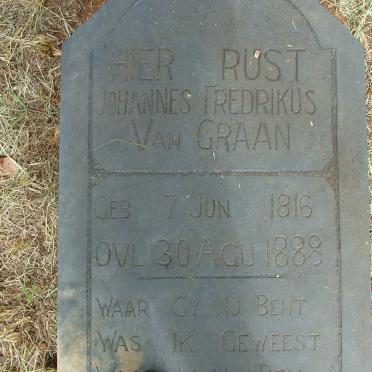 HIER RUST
JOHANNES FREDRIKUS
VAN GRAAN
GEB 7 JUN 1816
OVL 30 AGU 1888
WAAR GY NU BENT
WAS IK GEWEEST